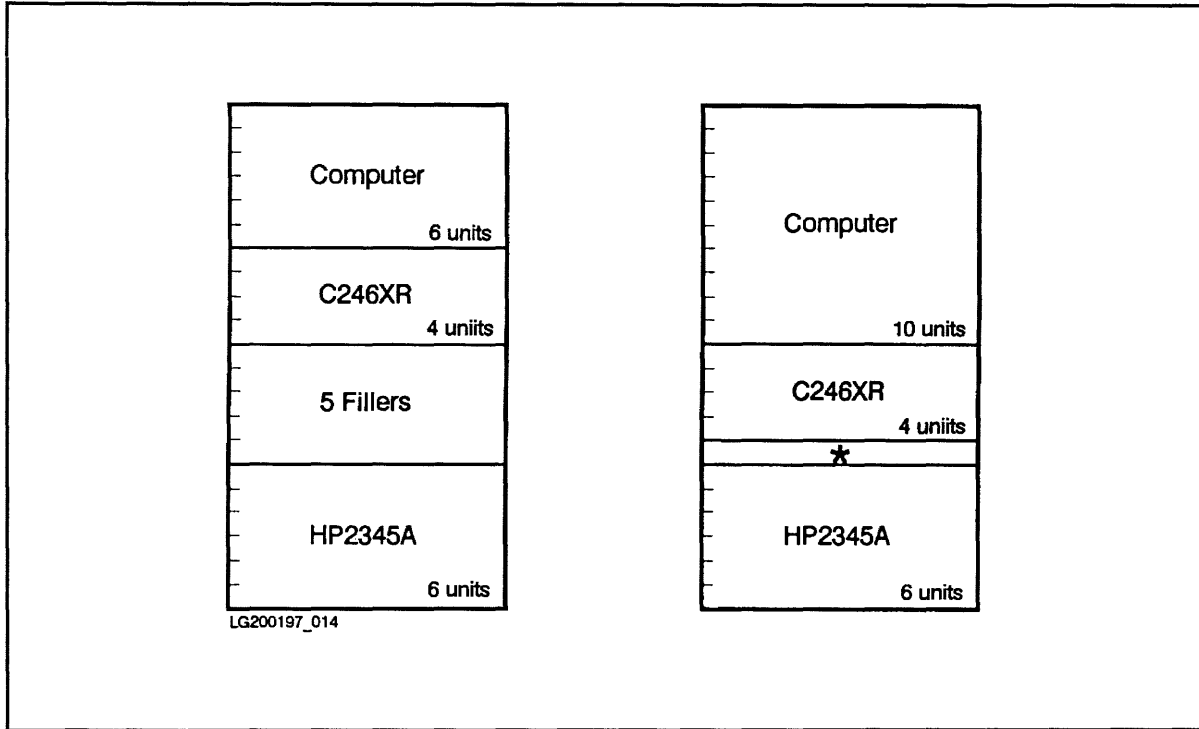 Computer
6 units
C246XR
4 uniits
5 Fillers
HP2345A
6 units
LG200197_014
Computer
10 units
C246XR
4 uniits
*
HP2345A
6 units